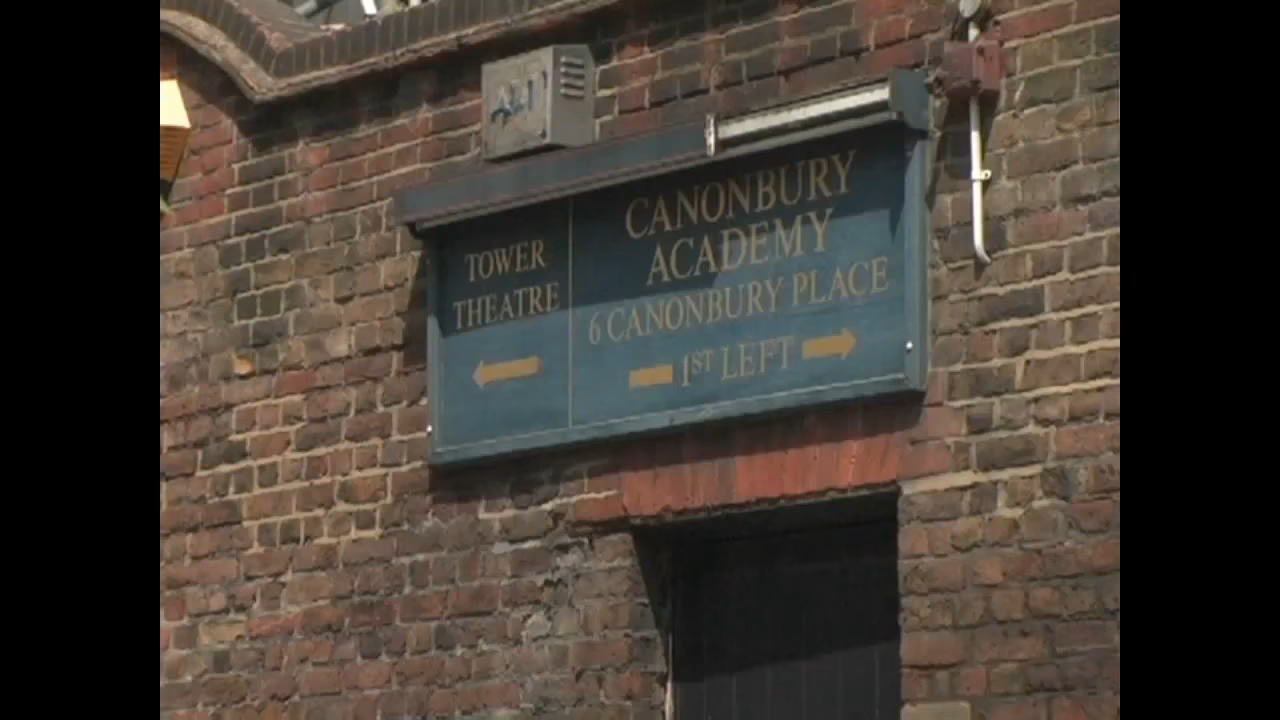 TOWER
THEATRE
CANONBURY
ACADEMY
6 CANONBURY PLACE
1ST LEFT